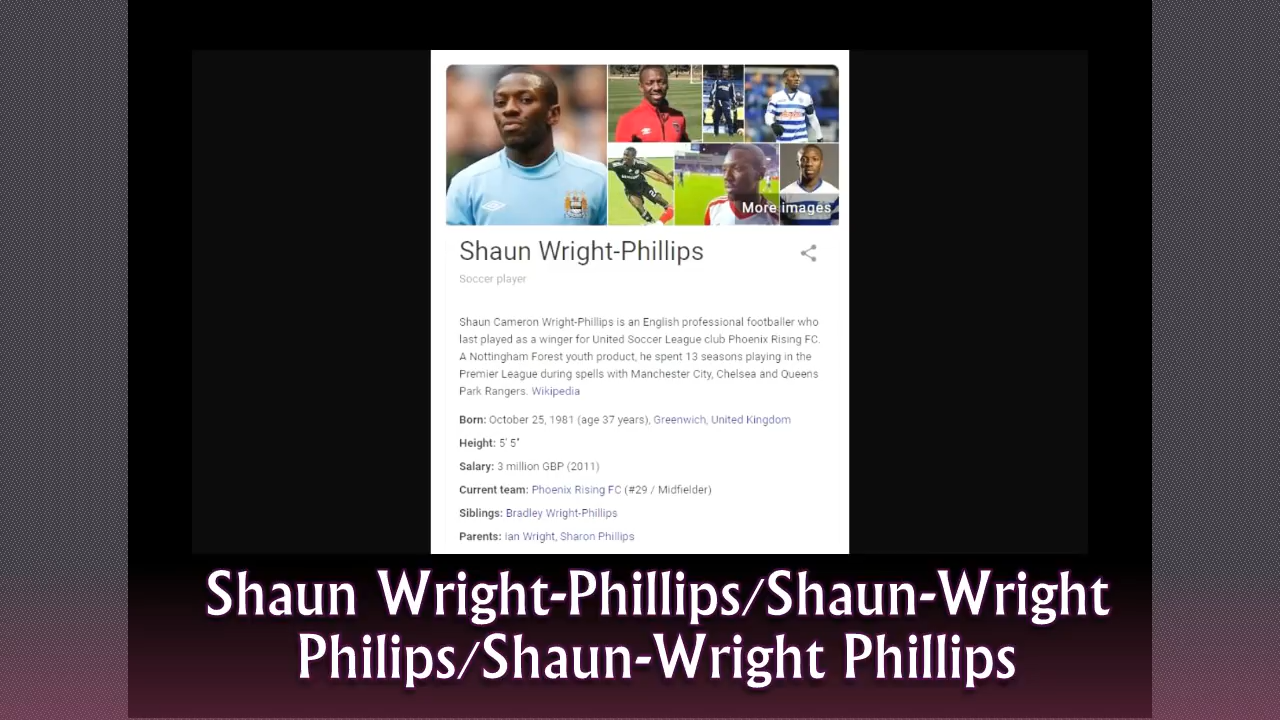 More images
Shaun Wright-Phillips
Soccer player
Shaun Cameron Wright-Phillips is an English professional footballer who
last played as a winger for United Soccer League club Phoenix Rising FC.
A Nottingham Forest youth product, he spent 13 seasons playing in the
Premier League during spells with Manchester City, Chelsea and Queens
Park Rangers. Wikipedia
Born: October 25, 1981 (age 37 years), Greenwich, United Kingdom
Height: 5′ 5″
Salary: 3 million GBP (2011)
Current team: Phoenix Rising FC (#29 / Midfielder)
Siblings: Bradley Wright-Phillips
Parents: Ian Wright, Sharon Phillips
Shaun Wright-Phillips/Shaun-Wright
Philips/Shaun-Wright Phillips